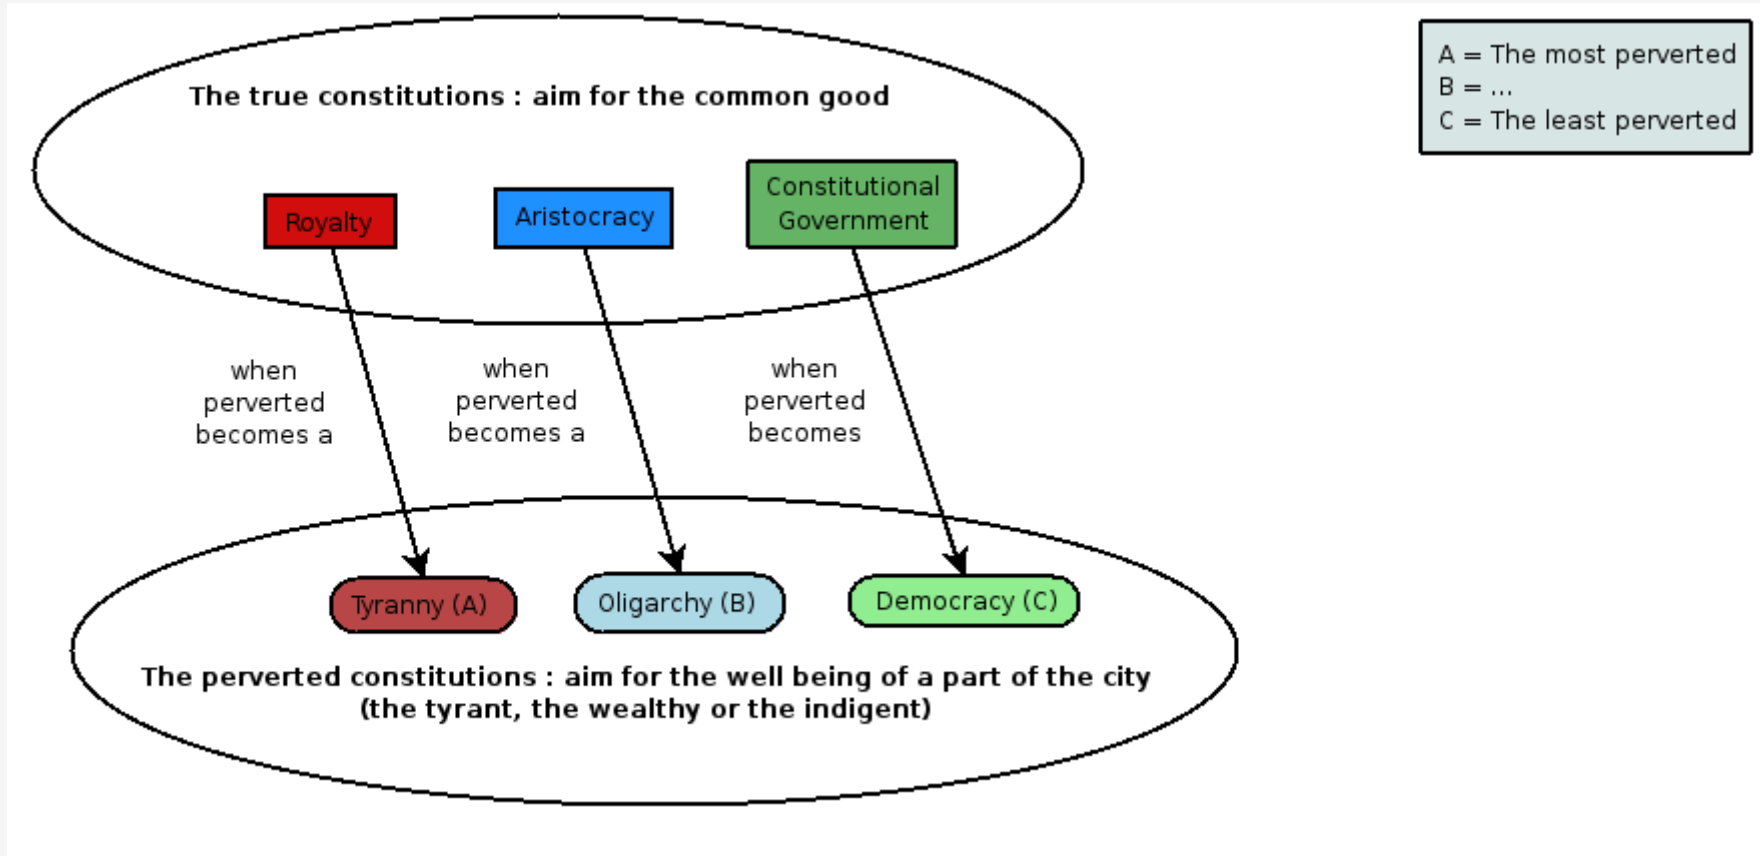 The true constitutions : aim for the common good
A = The most perverted
B = ...
C = The least perverted
Royalty
Aristocracy
Constitutional
Government
when
perverted
becomes a
when
perverted
becomes a
when
perverted
becomes
Tyranny (A)
Oligarchy (B)
Democracy (C)
The perverted constitutions : aim for the well being of a part of the city
(the tyrant, the wealthy or the indigent)